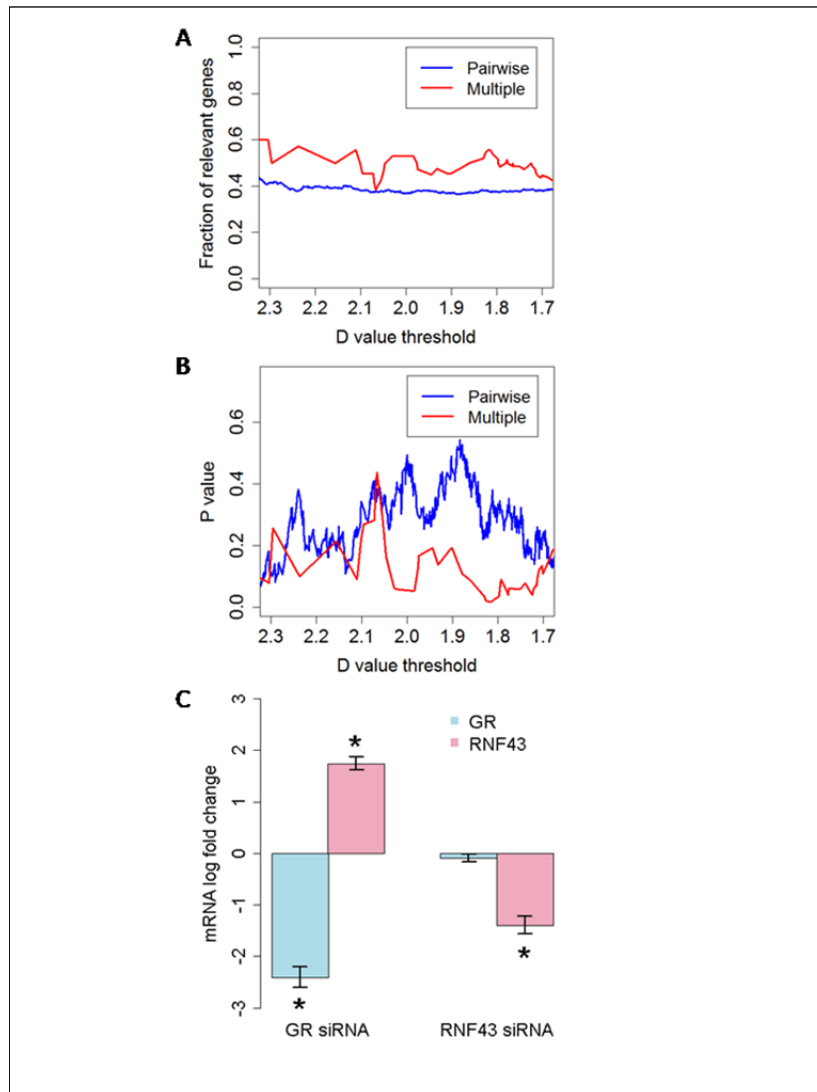 A
Fraction of relevant genes
1.0
0.8
0.6
0.4
0.2
0.0
Pairwise
Multiple
2.3 2.2 2.1 2.0 1.9 1.8 1.7
D value threshold
B
P value
0.6
0.4
0.2
0.0
Pairwise
Multiple
2.3 2.2 2.1 2.0 1.9 1.8 1.7
D value threshold
C
mRNA log fold change
3
2
1
0
-1
-2
-3
GR
RNF43
*
*
*
GR siRNA RNF43 siRNA